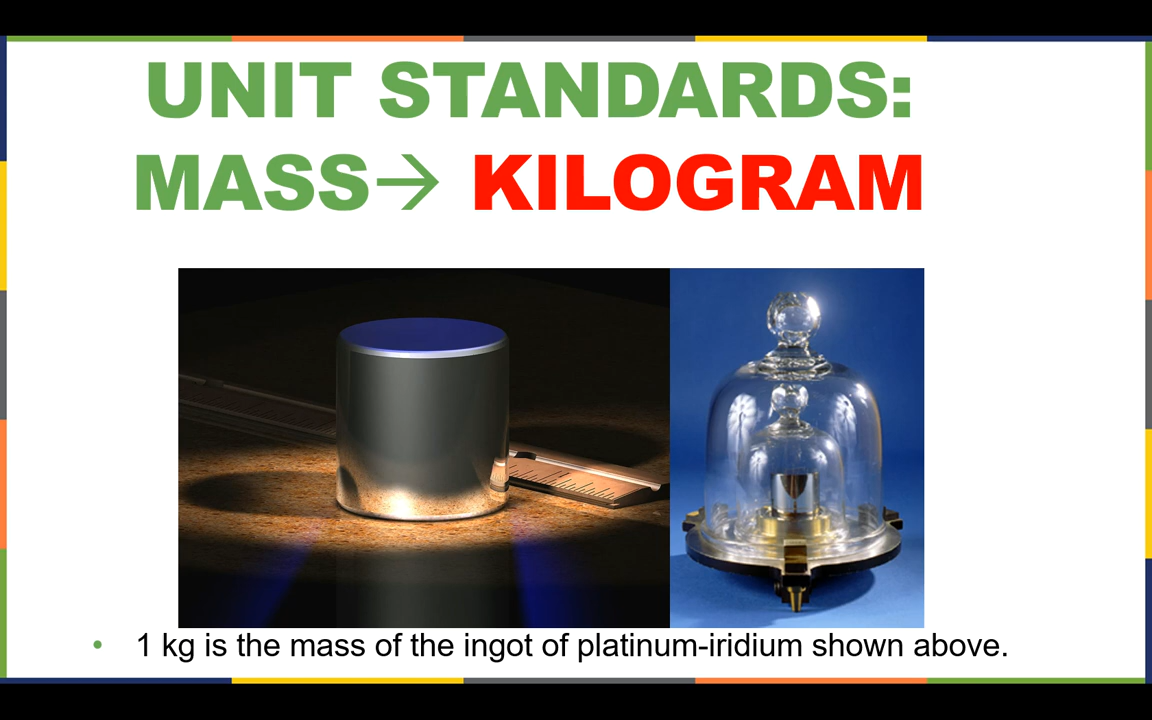 UNIT STANDARDS:
MASS→ KILOGRAM
• 1 kg is the mass of the ingot of platinum-iridium shown above.